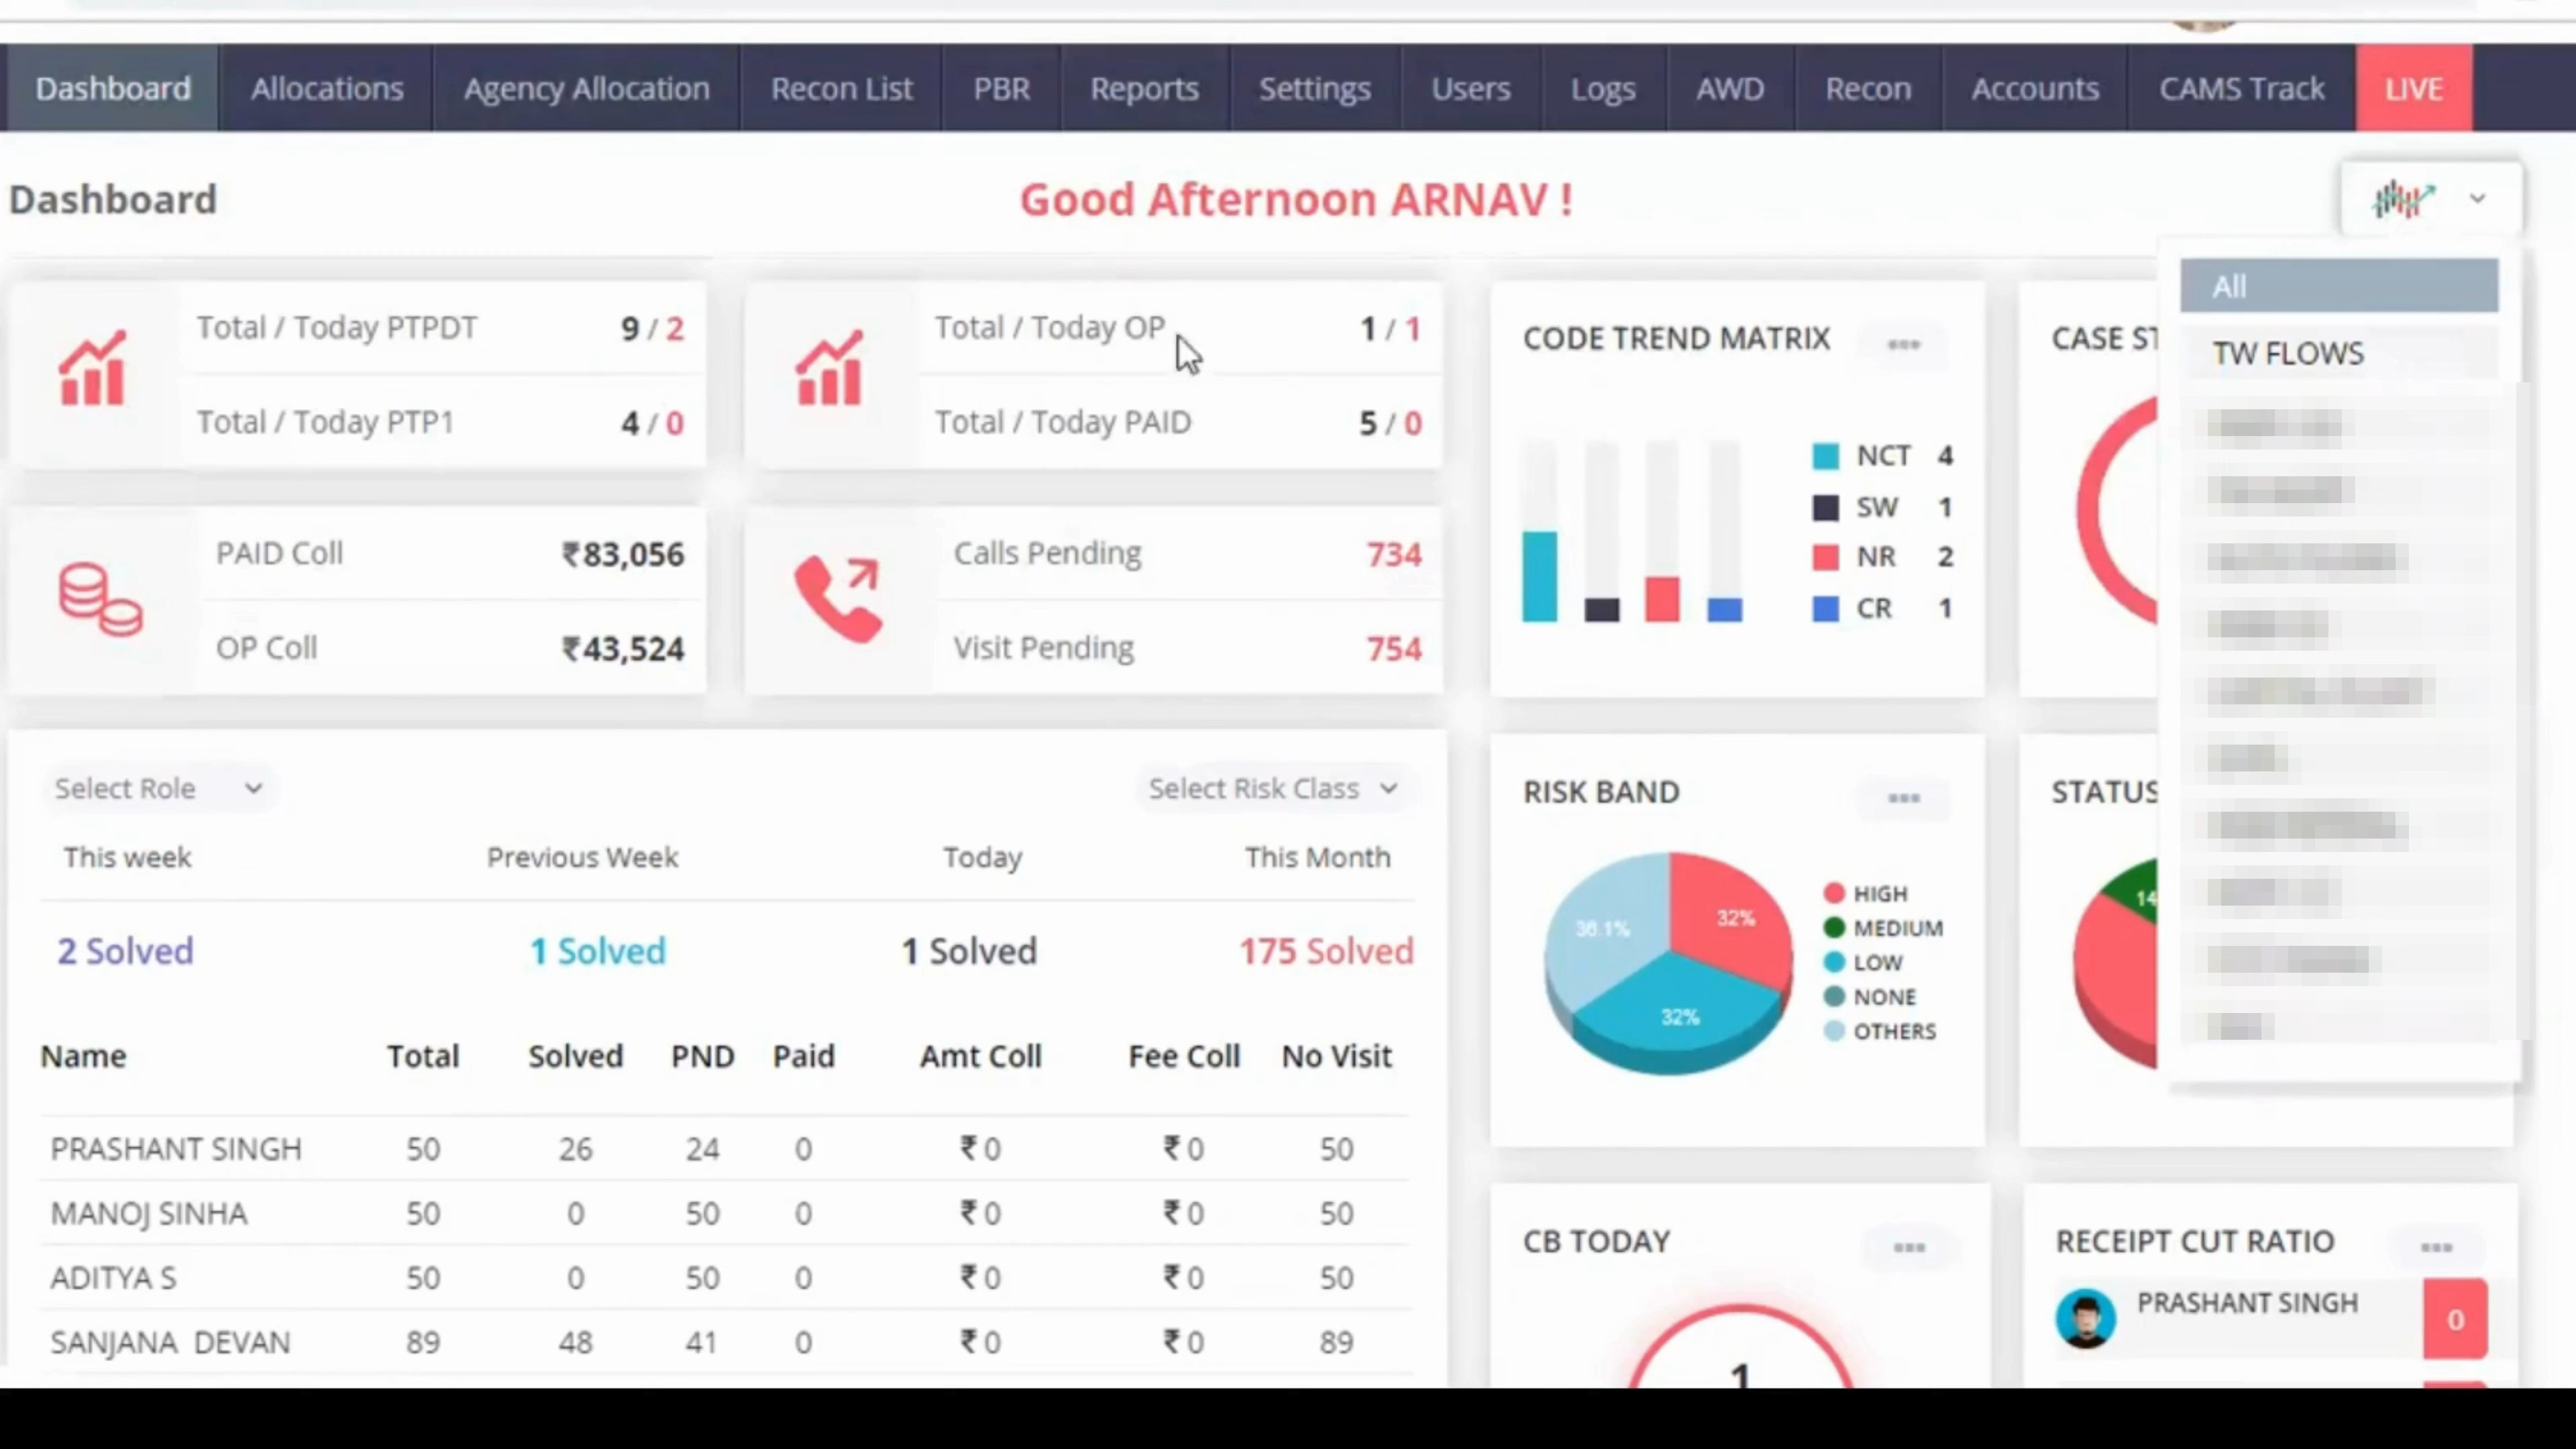 Dashboard Allocations Agency Allocation Recon List PBR Reports Settings Users Logs AWD Recon Accounts CAMS Track LIVE
Dashboard
Good Afternoon ARNAV !
All
TW FLOWS
Total / Today PTPDT 9 / 2
Total / Today PTP1 4 / 0
Total / Today OP 1 / 1
Total / Today PAID 5 / 0
PAID Coll ₹83,056
OP Coll ₹43,524
Calls Pending 734
Visit Pending 754
CODE TREND MATRIX
NCT 4
SW 1
NR 2
CR 1
CASE ST
Select Role Select Risk Class
This week Previous Week Today This Month
2 Solved 1 Solved 1 Solved 175 Solved
Name Total Solved PND Paid Amt Coll Fee Coll No Visit
PRASHANT SINGH 50 26 24 0 ₹0 ₹0 50
MANOJ SINHA 50 0 50 0 ₹0 ₹0 50
ADITYA S 50 0 50 0 ₹0 ₹0 50
SANJANA DEVAN 89 48 41 0 ₹0 ₹0 89
RISK BAND
36.1% 32%
32%
HIGH
MEDIUM
LOW
NONE
OTHERS
STATUS
14
CB TODAY
1
RECEIPT CUT RATIO
PRASHANT SINGH 0